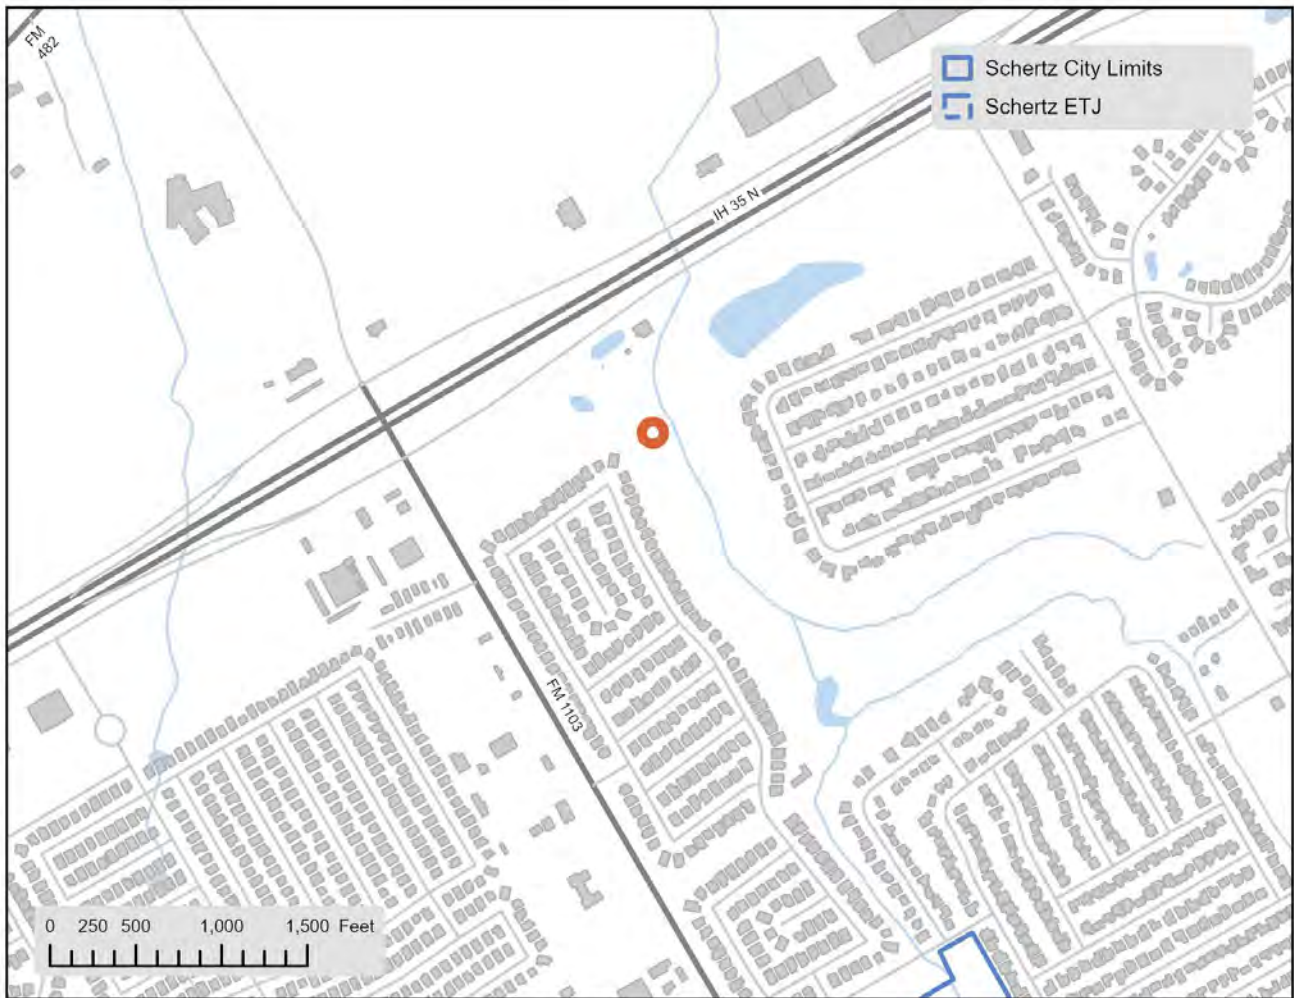 FM
482
Schertz City Limits
Schertz ETJ
IH 35 N
FM 1103
0 250 500 1,000 1,500 Feet